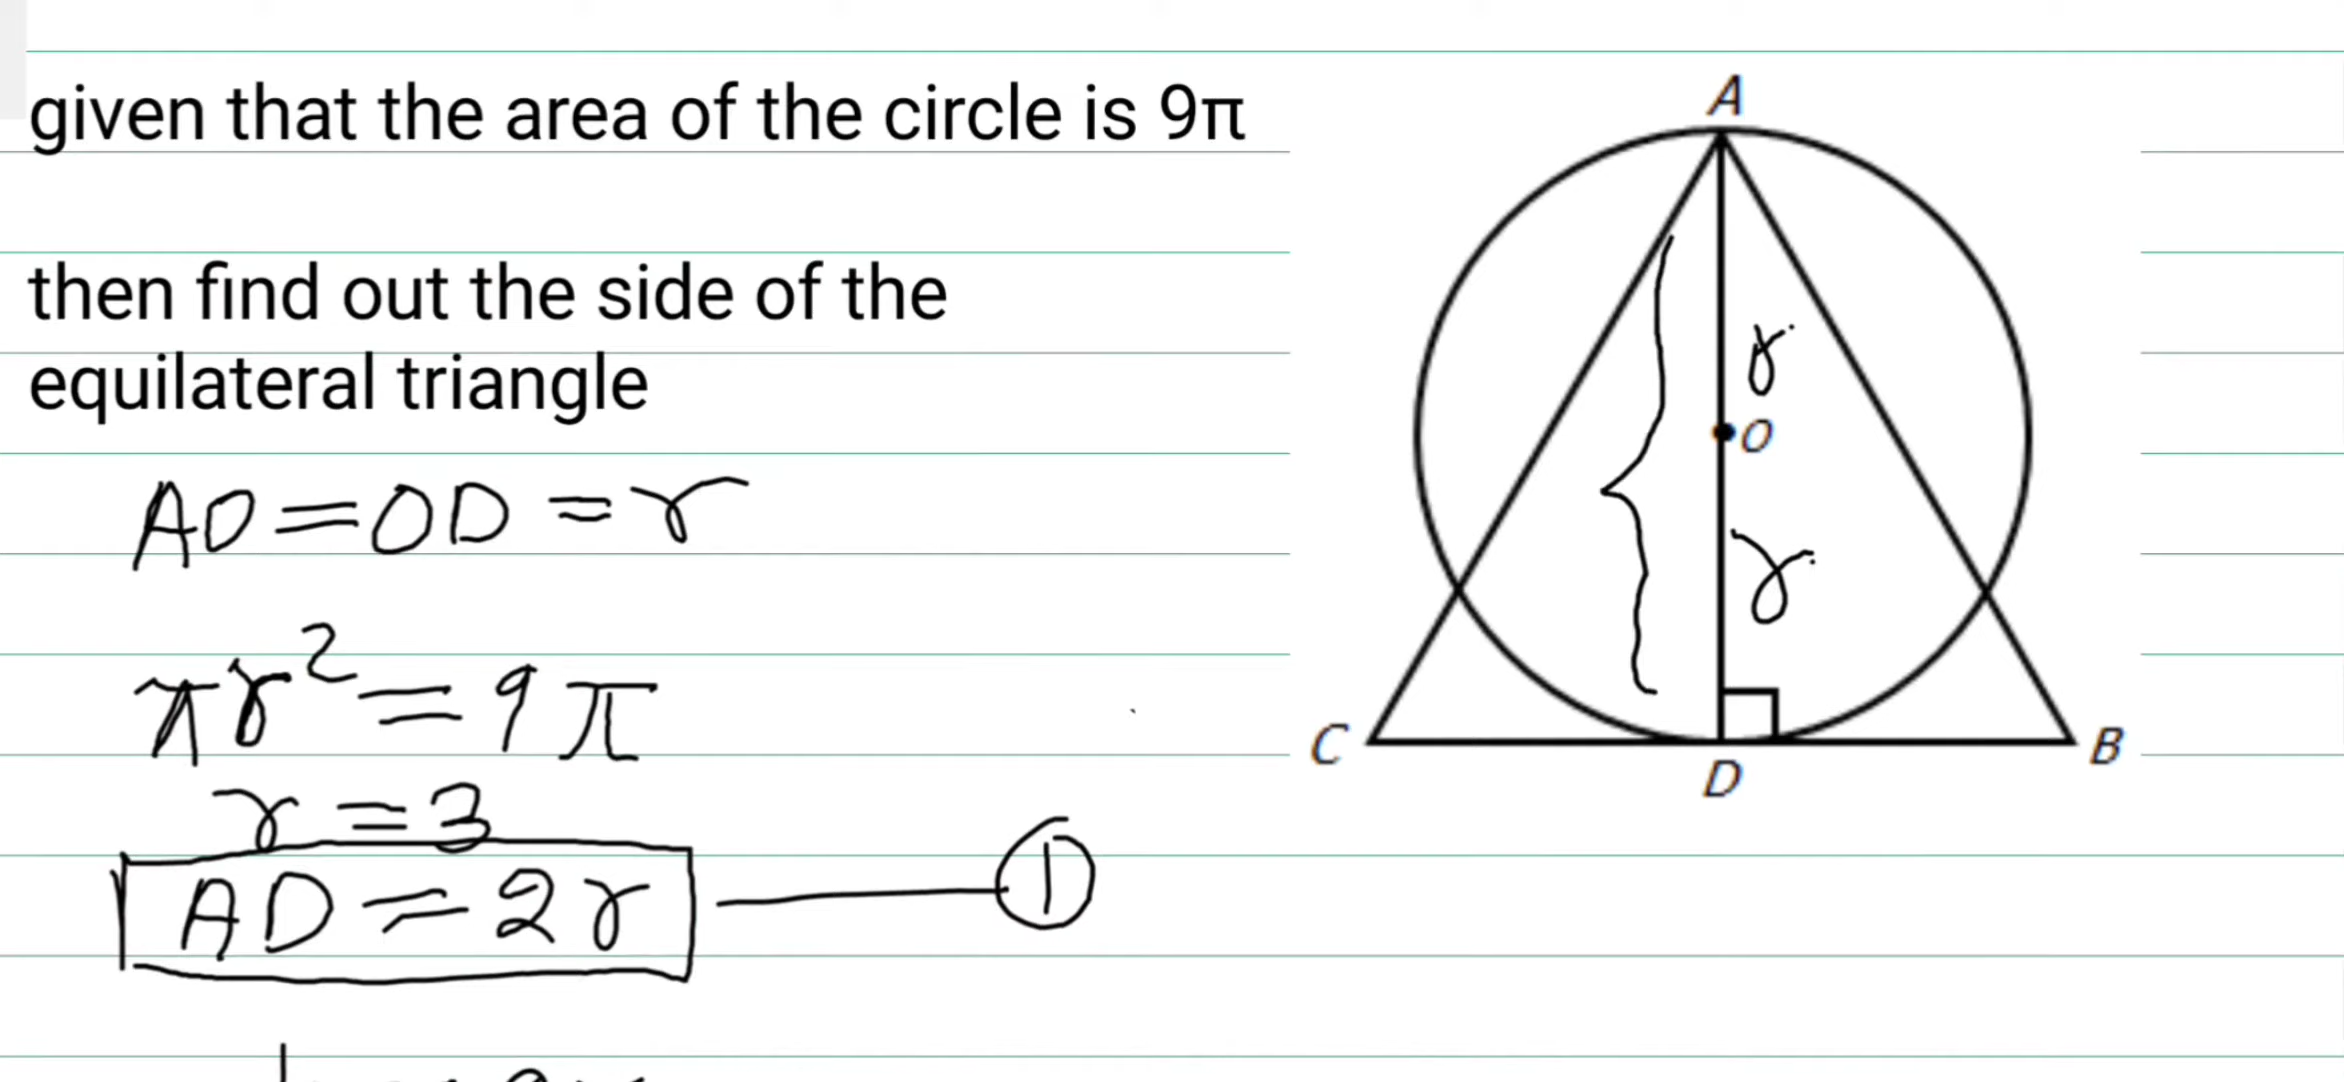 given that the area of the circle is 9π
then find out the side of the
equilateral triangle
AO = OD = r
πr² = 9π
r = 3
AD = 2r ——— ①
A
r
O
r
C
D
B